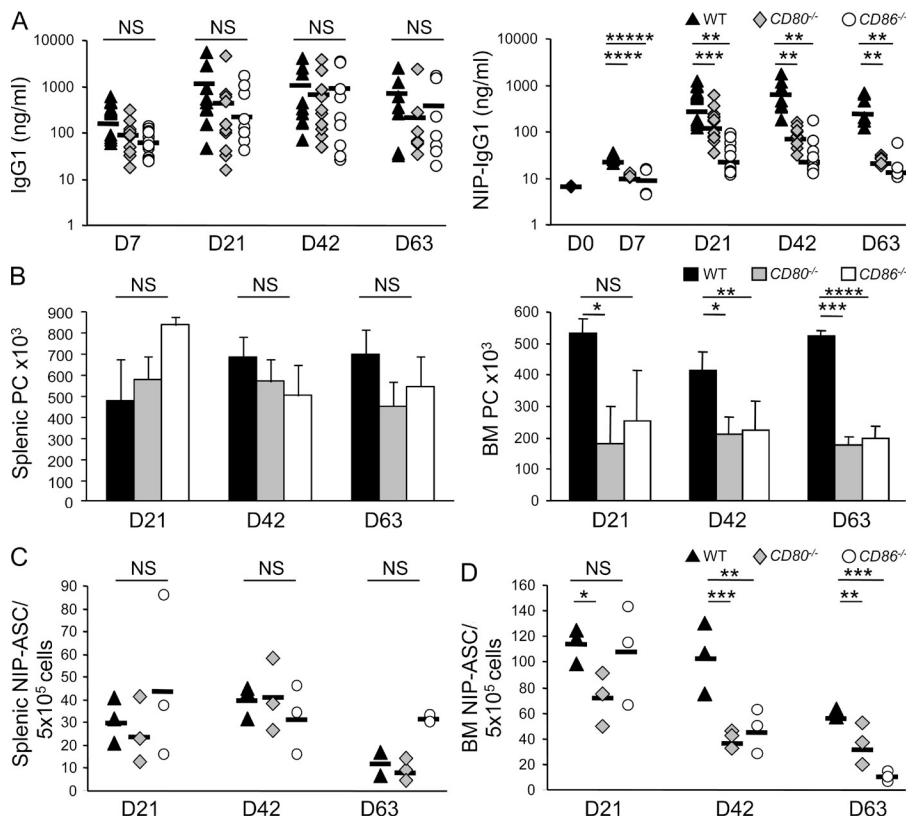 A
NS NS NS NS
IgG1 (ng/ml)
10000
1000
100
10
1
D7 D21 D42 D63
WT CD80-/- CD86-/-
***** ** ** **
**** *** ** **
NIP-IgG1 (ng/ml)
10000
1000
100
10
1
D0 D7 D21 D42 D63
B
NS NS NS
Splenic PC x10³
900
800
700
600
500
400
300
200
100
0
D21 D42 D63
WT CD80-/- CD86-/-
NS ** ****
* * ***
BM PC x10³
600
500
400
300
200
100
0
D21 D42 D63
C
NS NS NS
Splenic NIP-ASC/
5x10⁵ cells
90
80
70
60
50
40
30
20
10
0
D21 D42 D63
D
WT CD80-/- CD86-/-
NS ** ***
* *** **
BM NIP-ASC/
5x10⁵ cells
160
140
120
100
80
60
40
20
0
D21 D42 D63